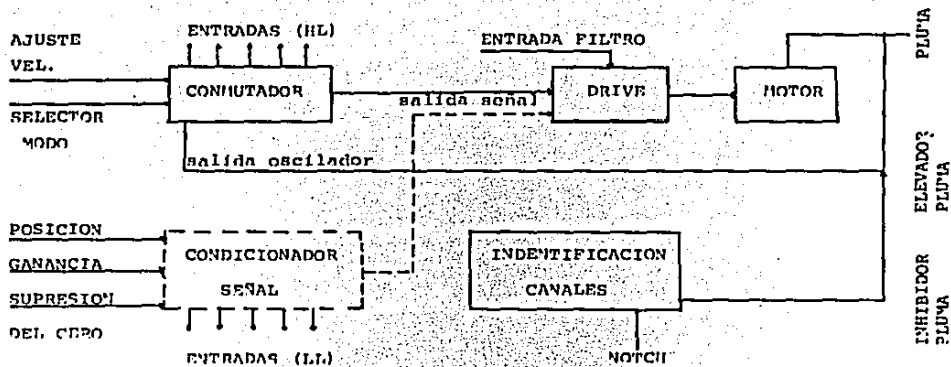 AJUSTE
VEL.
SELECTOR
MODO
ENTRADAS (HL)
CONMUTADOR
salida señal
salida oscilador
ENTRADA FILTRO
DRIVE
MOTOR
PLUMA
ELEVADOR
PLUMA
INHIBIDOR
PLUMA
POSICION
GANANCIA
SUPRESION
DEL CERO
CONDICIONADOR
SEÑAL
ENTRADAS (LL)
INDENTIFICACION
CANALES
NOTCH